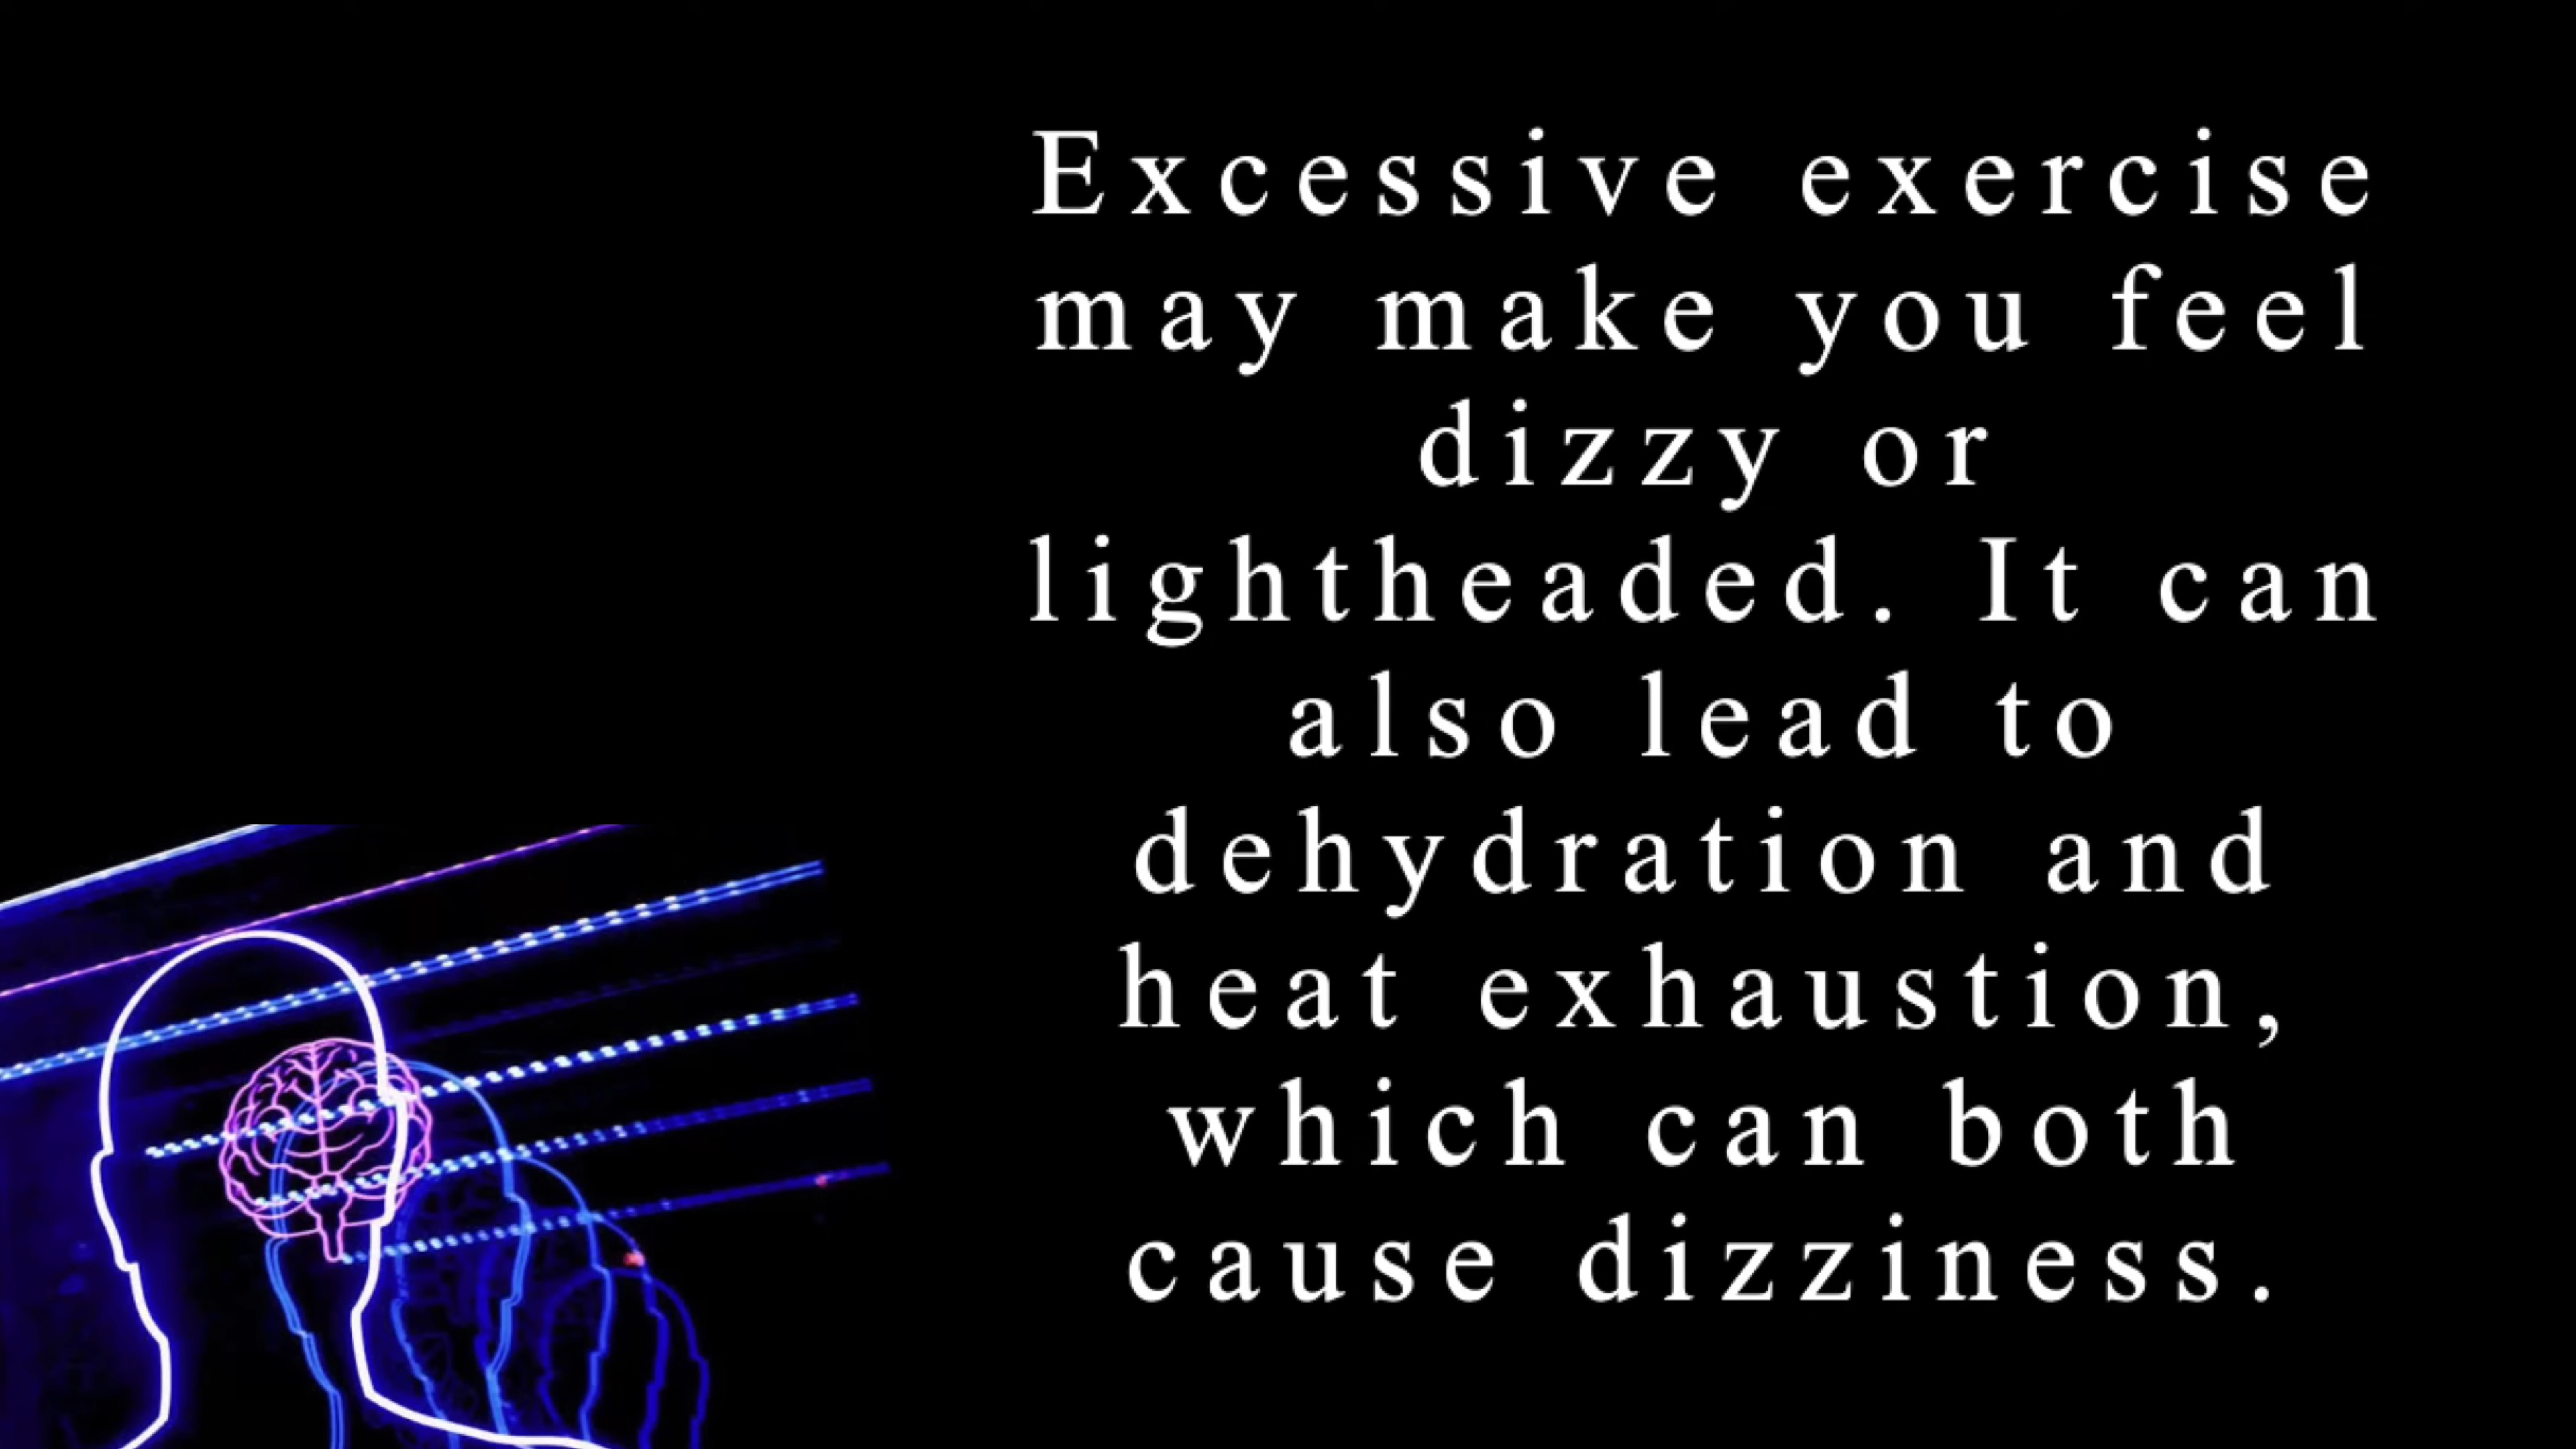 Excessive exercise
may make you feel
dizzy or
lightheaded. It can
also lead to
dehydration and
heat exhaustion,
which can both
cause dizziness.